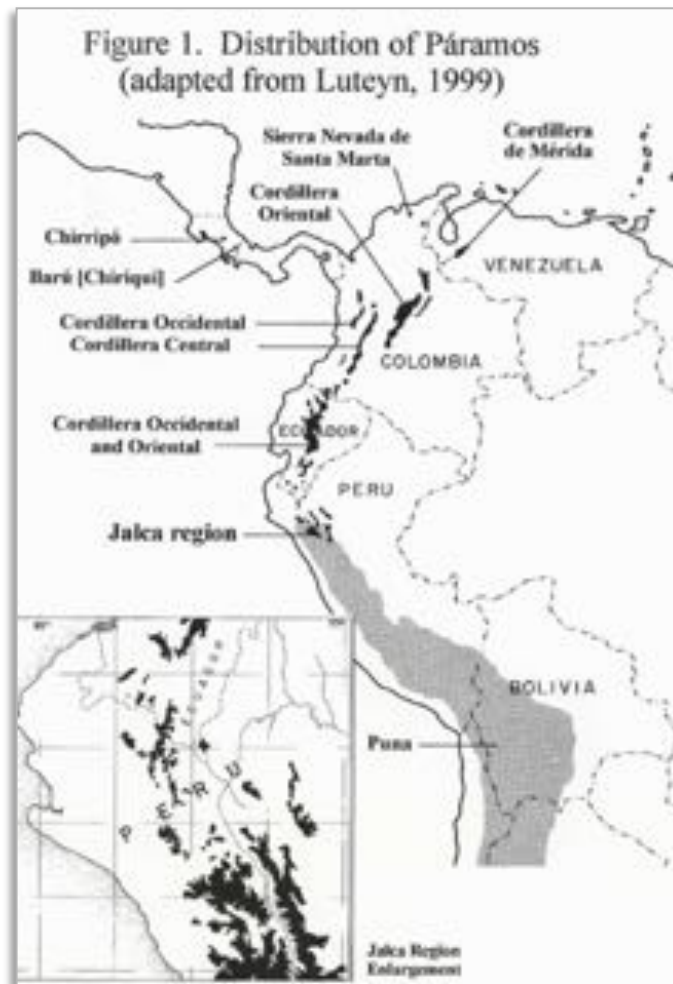 Figure 1. Distribution of Páramos
(adapted from Luteyn, 1999)
Sierra Nevada de
Santa Marta
Cordillera
de Mérida
Cordillera
Oriental
Chirripó
Barú [Chiriquí]
VENEZUELA
Cordillera Occidental
Cordillera Central
COLOMBIA
Cordillera Occidental
and Oriental
ECUADOR
PERU
Jalca region
BOLIVIA
Puna
ECUADOR
PERU
Jalca Region
Enlargement